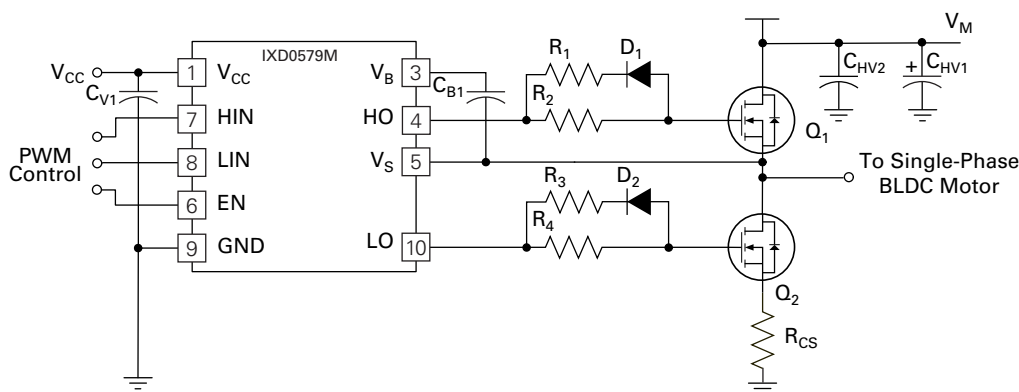 IXD0579M
V_CC
1
V_CC
V_B
3
C_V1
C_B1
7
HIN
HO
4
PWM
Control
8
LIN
V_S
5
6
EN
9
GND
LO
10
R_1
D_1
R_2
R_3
D_2
R_4
V_M
C_HV2
+
C_HV1
Q_1
To Single-Phase
BLDC Motor
Q_2
R_CS